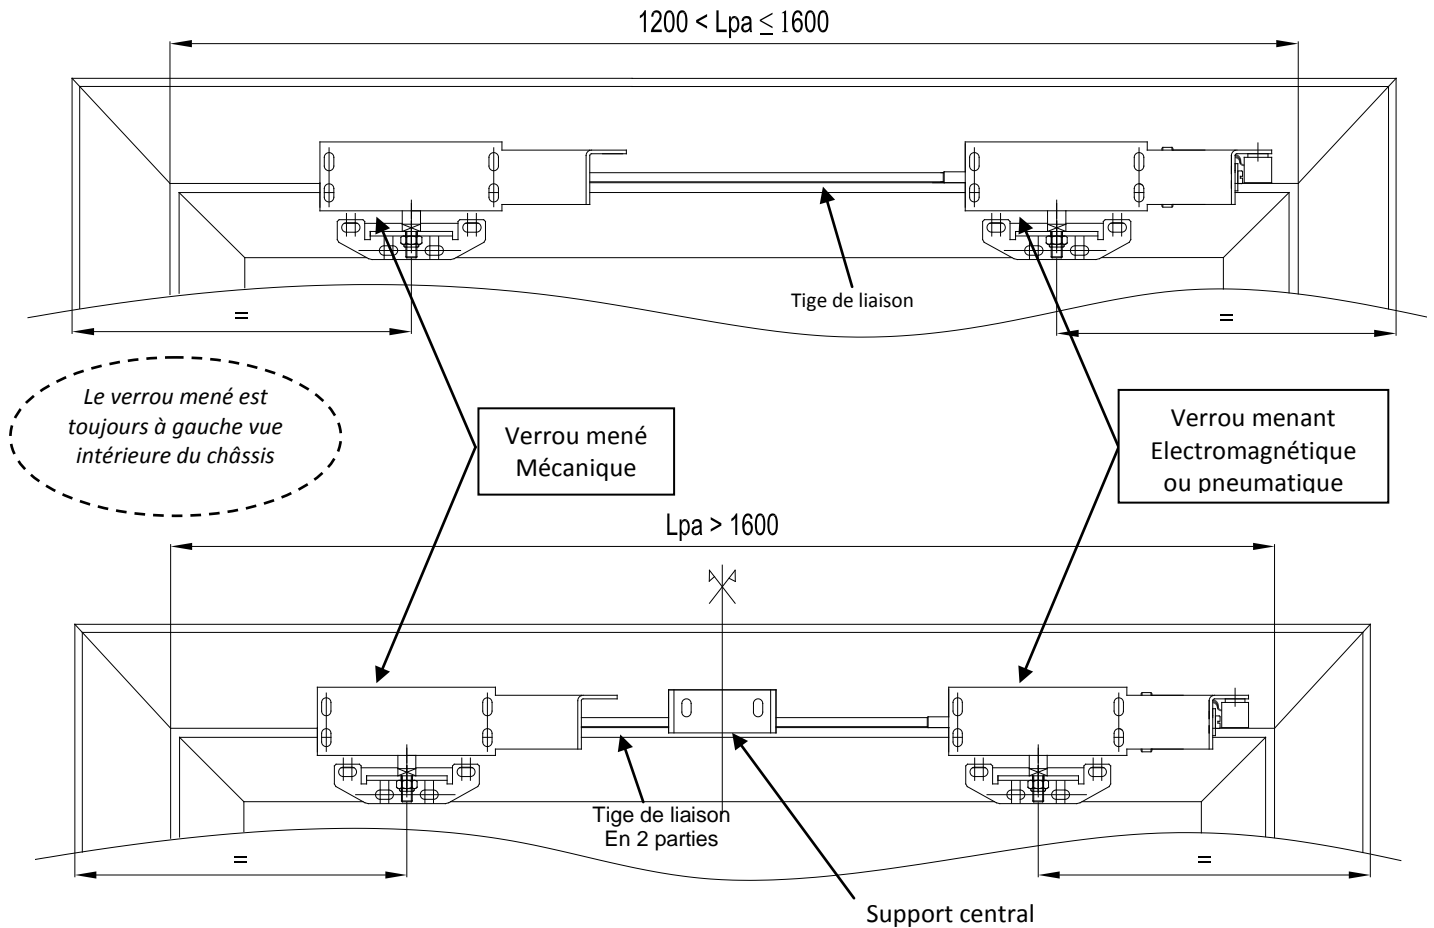 1200 < Lpa ≤ 1600
Tige de liaison
=
=
Le verrou mené est
toujours à gauche vue
intérieure du châssis
Verrou mené
Mécanique
Verrou menant
Electromagnétique
ou pneumatique
Lpa > 1600
Tige de liaison
En 2 parties
=
=
Support central